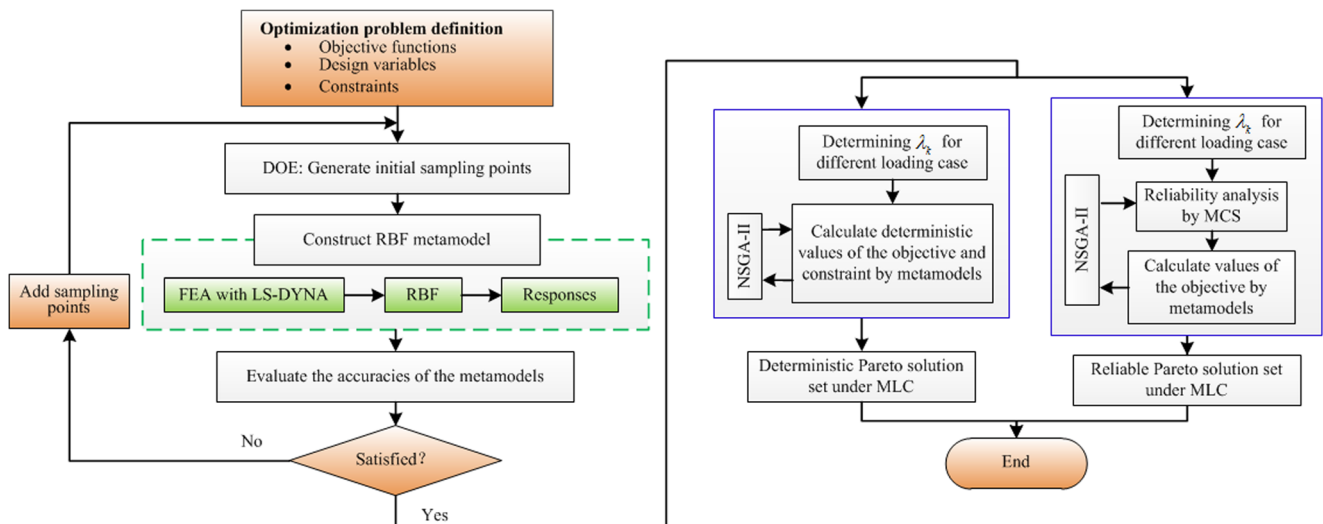 Optimization problem definition
• Objective functions
• Design variables
• Constraints
DOE: Generate initial sampling points
Construct RBF metamodel
FEA with LS-DYNA
RBF
Responses
Add sampling
points
Evaluate the accuracies of the metamodels
No
Satisfied?
Yes
Determining λk for
different loading case
NSGA-II
Calculate deterministic
values of the objective and
constraint by metamodels
Deterministic Pareto solution
set under MLC
Determining λk for
different loading case
NSGA-II
Reliability analysis
by MCS
Calculate values of
the objective by
metamodels
Reliable Pareto solution set
under MLC
End